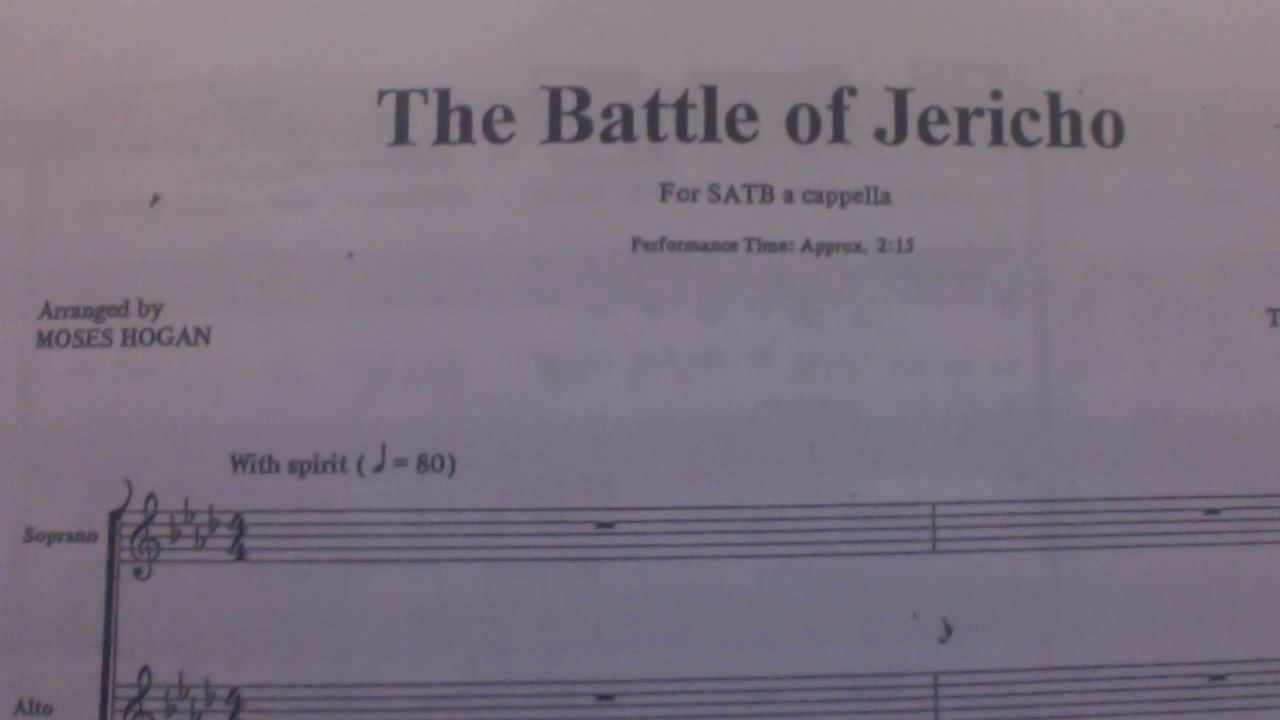 The Battle of Jericho
For SATB a cappella
Performance Time: Approx. 2:15
Arranged by
MOSES HOGAN
With spirit (♩= 80)
Soprano
Alto